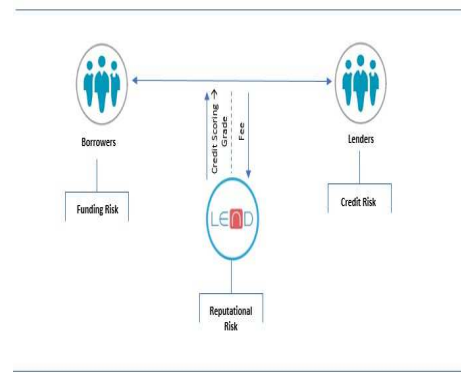 Borrowers
Lenders
Credit Scoring →
Grade
Fee
Funding Risk
Credit Risk
LEND
Reputational
Risk